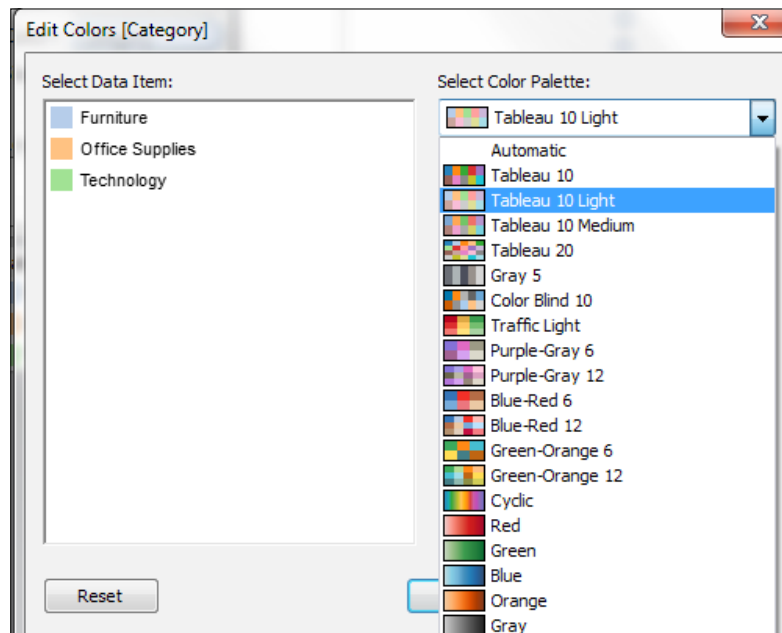 Edit Colors [Category]
Select Data Item:
Furniture
Office Supplies
Technology
Reset
Select Color Palette:
Tableau 10 Light
Automatic
Tableau 10
Tableau 10 Light
Tableau 10 Medium
Tableau 20
Gray 5
Color Blind 10
Traffic Light
Purple-Gray 6
Purple-Gray 12
Blue-Red 6
Blue-Red 12
Green-Orange 6
Green-Orange 12
Cyclic
Red
Green
Blue
Orange
Gray